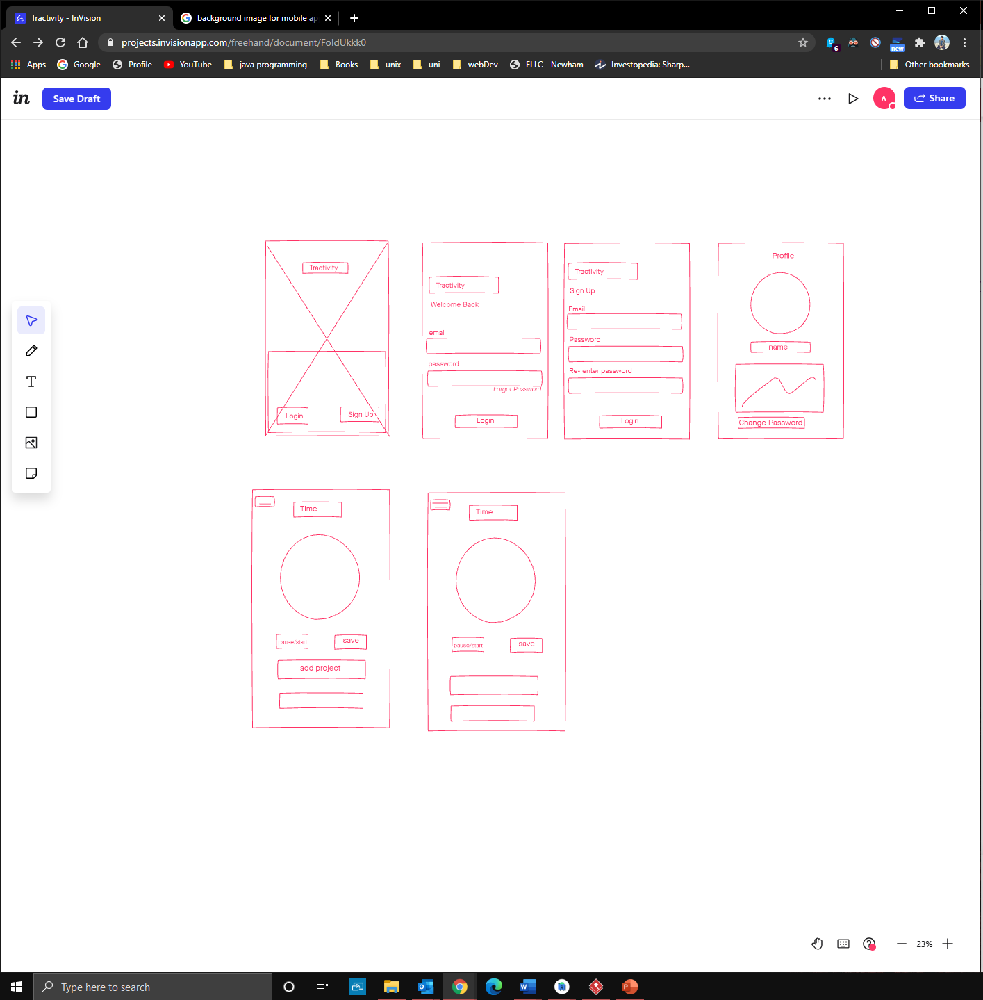 Tractivity - InVision
background image for mobile ap
projects.invisionapp.com/freehand/document/FoIdUkkk0
6
new
Apps
Google
Profile
YouTube
java programming
Books
unix
uni
webDev
ELLC - Newham
Investopedia: Sharp...
Other bookmarks
in
Save Draft
A
Share
Tractivity
Login
Sign Up
Tractivity
Welcome Back
email
password
Forgot Password
Login
Tractivity
Sign Up
Email
Password
Re- enter password
Login
Profile
name
Change Password
Time
pause/start
save
add project
Time
pause/start
save
23%
Type here to search